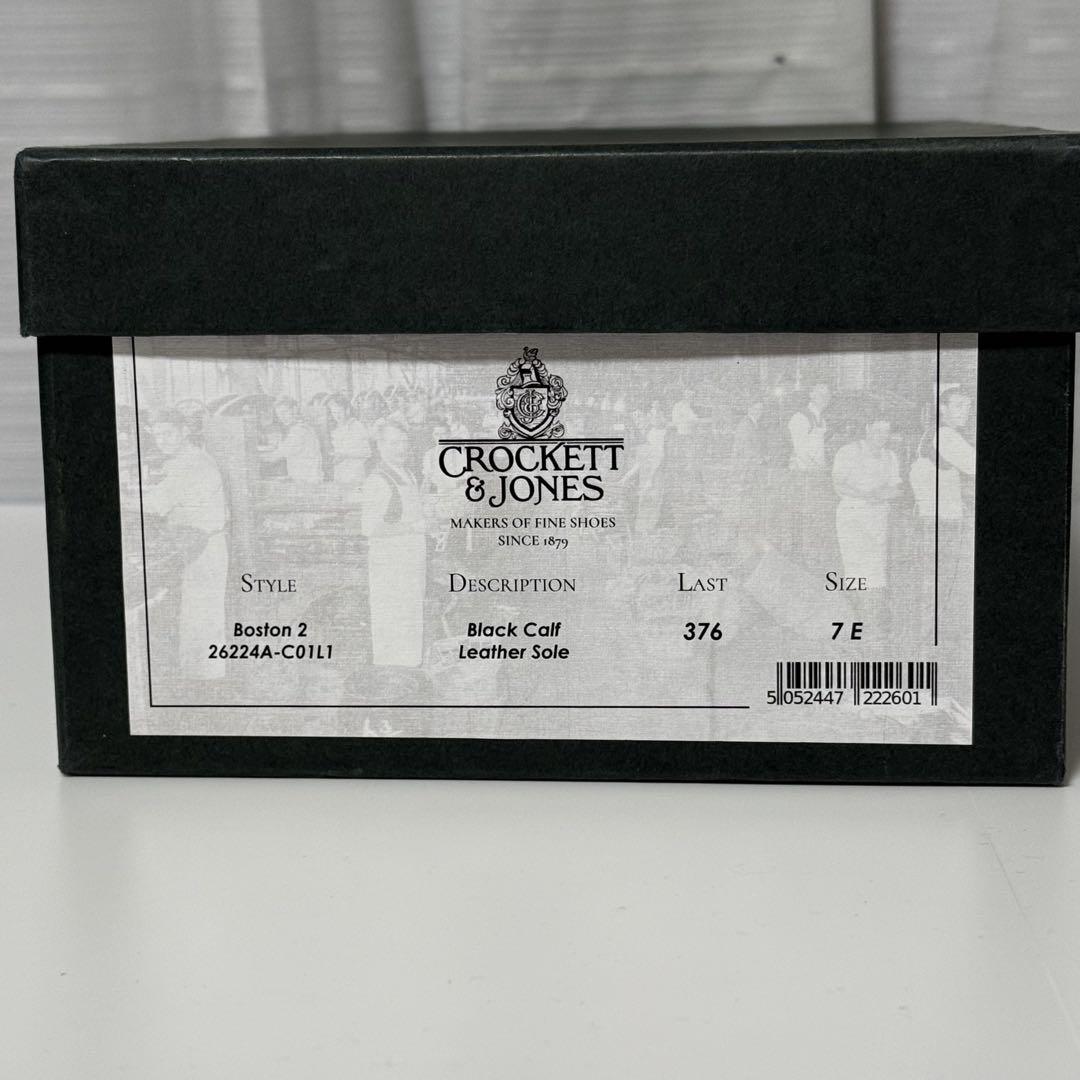 CROCKETT
& JONES
MAKERS OF FINE SHOES
SINCE 1879
STYLE DESCRIPTION LAST SIZE
Boston 2 Black Calf 376 7 E
26224A-C01L1 Leather Sole
5 052447 222601